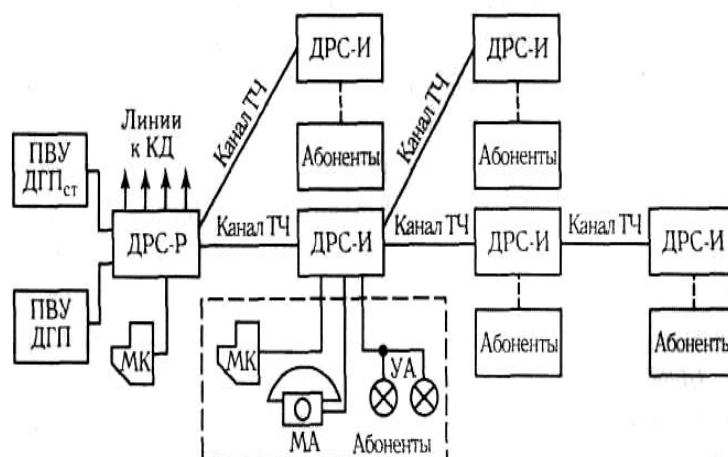 ДРС-И
ДРС-И
Канал ТЧ
Канал ТЧ
Линии
к КД
Абоненты
Абоненты
ПВУ
ДГПст
ДРС-Р
Канал ТЧ
ДРС-И
Канал ТЧ
ДРС-И
Канал ТЧ
ДРС-И
ПВУ
ДГП
МК
МК
УА
МА
Абоненты
Абоненты
Абоненты